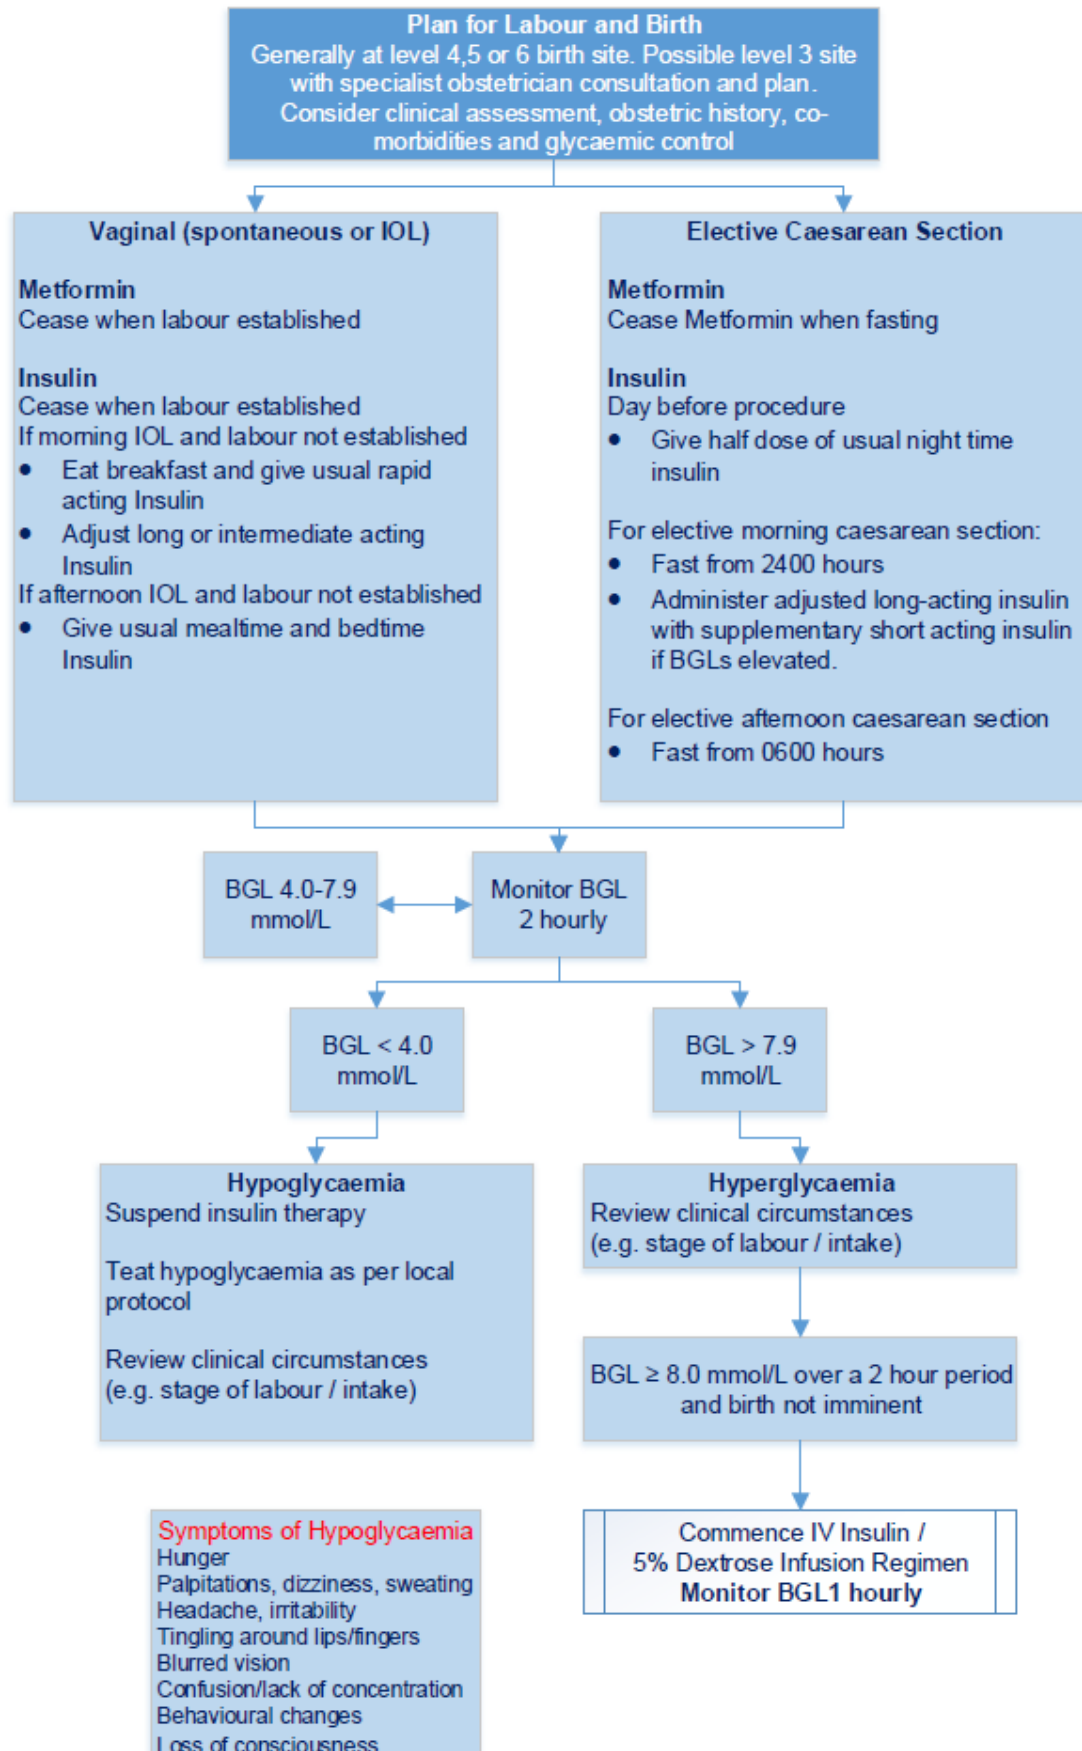 Plan for Labour and Birth
Generally at level 4,5 or 6 birth site. Possible level 3 site
with specialist obstetrician consultation and plan.
Consider clinical assessment, obstetric history, co-
morbidities and glycaemic control
Vaginal (spontaneous or IOL)
Metformin
Cease when labour established
Insulin
Cease when labour established
If morning IOL and labour not established
• Eat breakfast and give usual rapid
acting Insulin
• Adjust long or intermediate acting
Insulin
If afternoon IOL and labour not established
• Give usual mealtime and bedtime
Insulin
Elective Caesarean Section
Metformin
Cease Metformin when fasting
Insulin
Day before procedure
• Give half dose of usual night time
insulin
For elective morning caesarean section:
• Fast from 2400 hours
• Administer adjusted long-acting insulin
with supplementary short acting insulin
if BGLs elevated.
For elective afternoon caesarean section
• Fast from 0600 hours
BGL 4.0-7.9
mmol/L
Monitor BGL
2 hourly
BGL < 4.0
mmol/L
BGL > 7.9
mmol/L
Hypoglycaemia
Suspend insulin therapy
Teat hypoglycaemia as per local
protocol
Review clinical circumstances
(e.g. stage of labour / intake)
Hyperglycaemia
Review clinical circumstances
(e.g. stage of labour / intake)
BGL ≥ 8.0 mmol/L over a 2 hour period
and birth not imminent
Commence IV Insulin /
5% Dextrose Infusion Regimen
Monitor BGL1 hourly
Symptoms of Hypoglycaemia
Hunger
Palpitations, dizziness, sweating
Headache, irritability
Tingling around lips/fingers
Blurred vision
Confusion/lack of concentration
Behavioural changes
Loss of consciousness